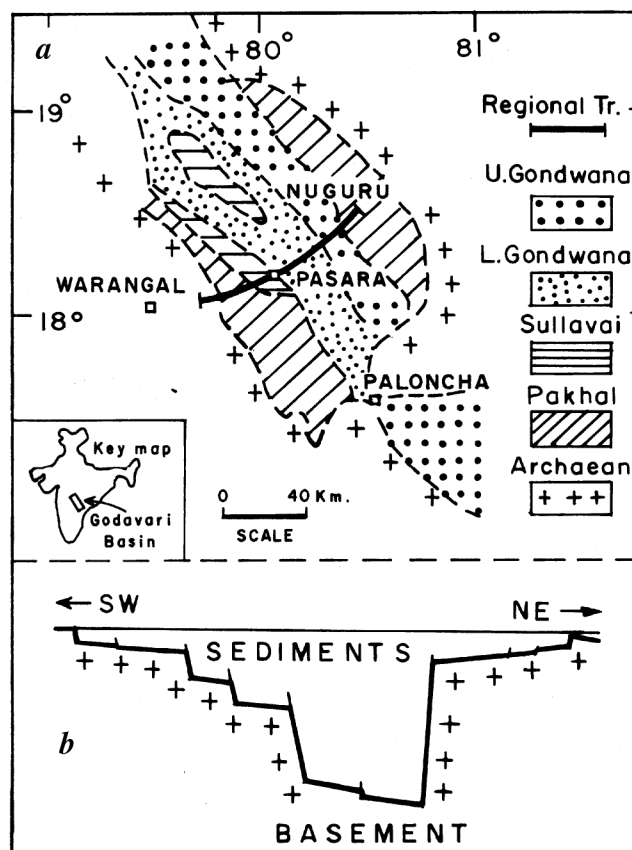 a
80°
81°
19°
Regional Tr.
U.Gondwana
NUGURU
L.Gondwana
WARANGAL
PASARA
18°
Sullavai
PALONCHA
Pakhal
Key map
Archaean
Godavari
Basin
0 40 Km.
SCALE
SW
NE
SEDIMENTS
b
BASEMENT